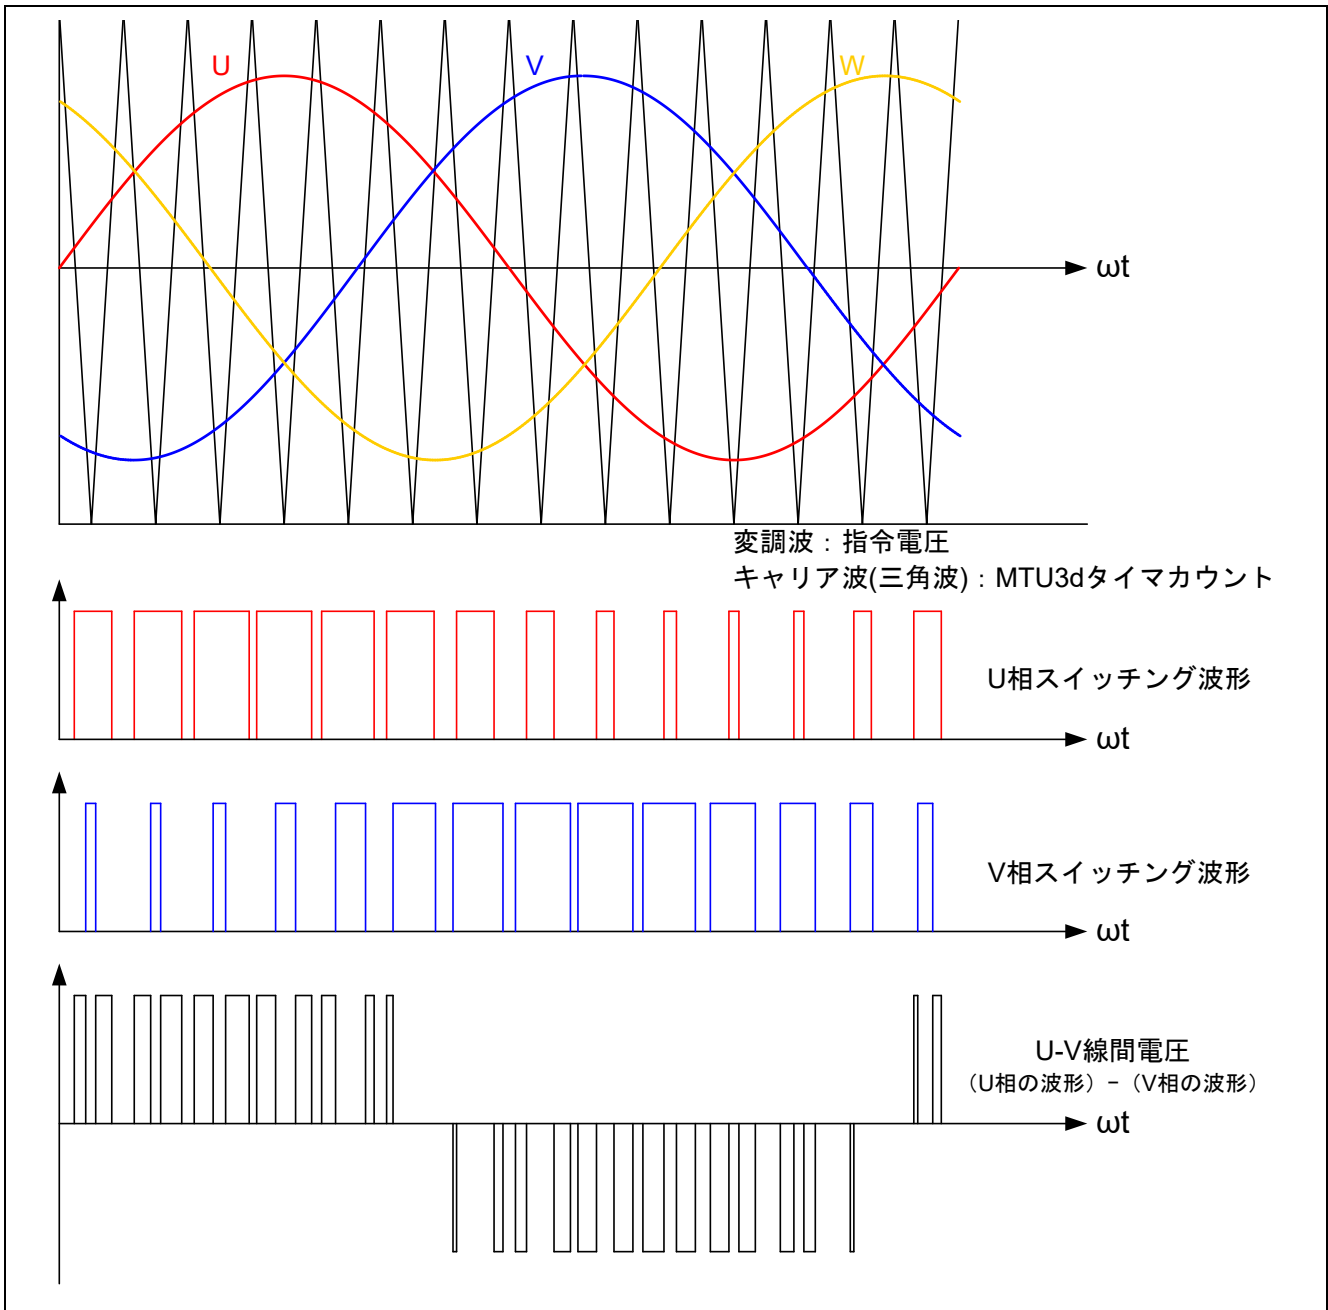 U
V
W
ωt
変調波：指令電圧
キャリア波(三角波)：MTU3dタイマカウント
U相スイッチング波形
ωt
V相スイッチング波形
ωt
U-V線間電圧
（U相の波形）－（V相の波形）
ωt